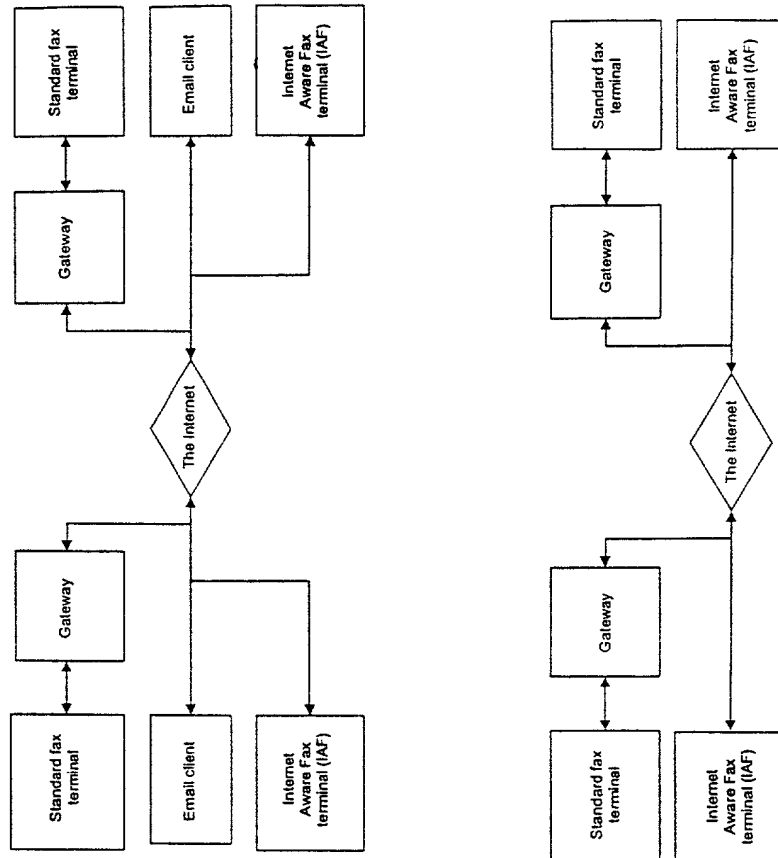 Standard fax
terminal
Gateway
Gateway
Standard fax
terminal
Email client
The Internet
Email client
Internet
Aware Fax
terminal (IAF)
Internet
Aware Fax
terminal (IAF)
Standard fax
terminal
Gateway
Gateway
Standard fax
terminal
Internet
Aware Fax
terminal (IAF)
The Internet
Internet
Aware Fax
terminal (IAF)